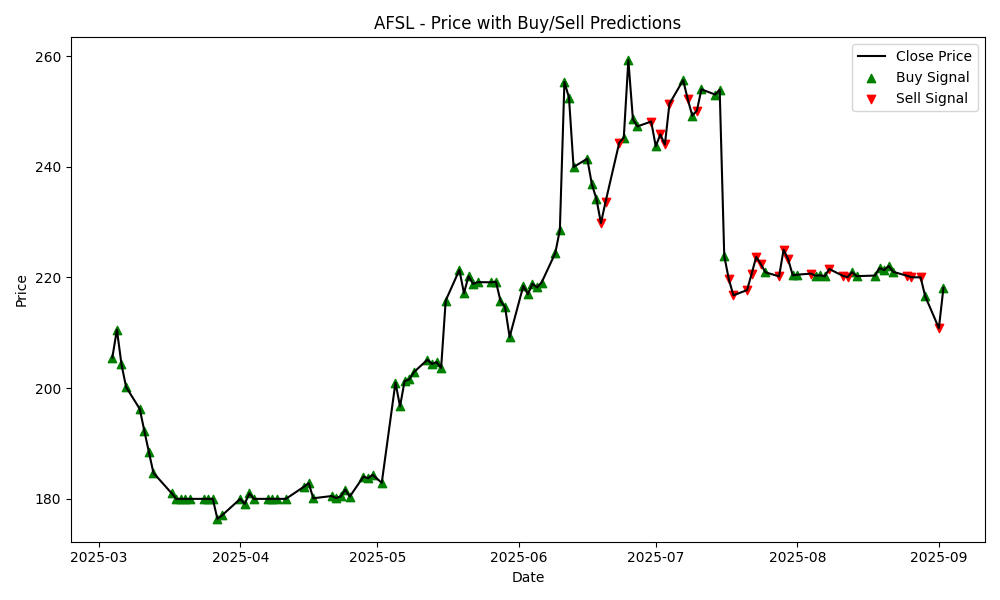 AFSL - Price with Buy/Sell Predictions
Close Price
Buy Signal
Sell Signal
Price
260
240
220
200
180
2025-03
2025-04
2025-05
2025-06
2025-07
2025-08
2025-09
Date